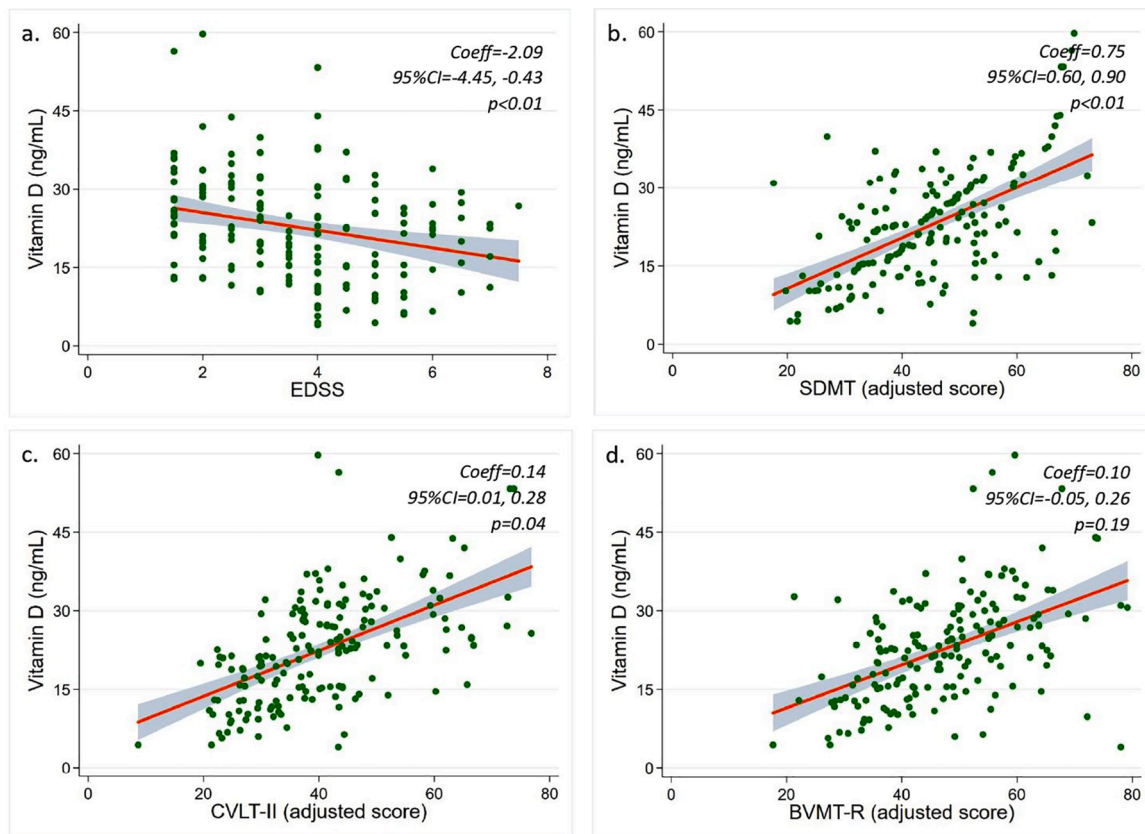 a.
Coeff=-2.09
95%CI=-4.45, -0.43
p<0.01
Vitamin D (ng/mL)
60
45
30
15
0
0 2 4 6 8
EDSS
b.
Coeff=0.75
95%CI=0.60, 0.90
p<0.01
Vitamin D (ng/mL)
60
45
30
15
0
0 20 40 60 80
SDMT (adjusted score)
c.
Coeff=0.14
95%CI=0.01, 0.28
p=0.04
Vitamin D (ng/mL)
60
45
30
15
0
0 20 40 60 80
CVLT-II (adjusted score)
d.
Coeff=0.10
95%CI=-0.05, 0.26
p=0.19
Vitamin D (ng/mL)
60
45
30
15
0
0 20 40 60 80
BVMT-R (adjusted score)